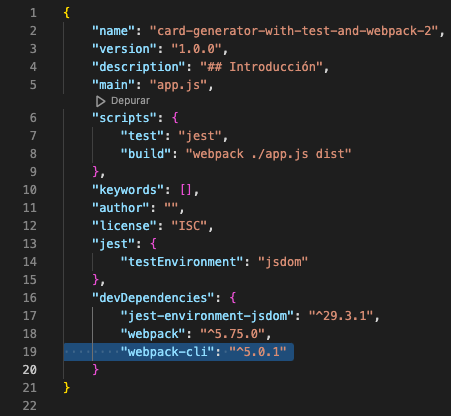 1 {
2 "name": "card-generator-with-test-and-webpack-2",
3 "version": "1.0.0",
4 "description": "## Introducción",
5 "main": "app.js",
Depurar
6 "scripts": {
7 "test": "jest",
8 "build": "webpack ./app.js dist"
9 },
10 "keywords": [],
11 "author": "",
12 "license": "ISC",
13 "jest": {
14 "testEnvironment": "jsdom"
15 },
16 "devDependencies": {
17 "jest-environment-jsdom": "^29.3.1",
18 "webpack": "^5.75.0",
19 "webpack-cli": "^5.0.1"
20 }
21 }
22